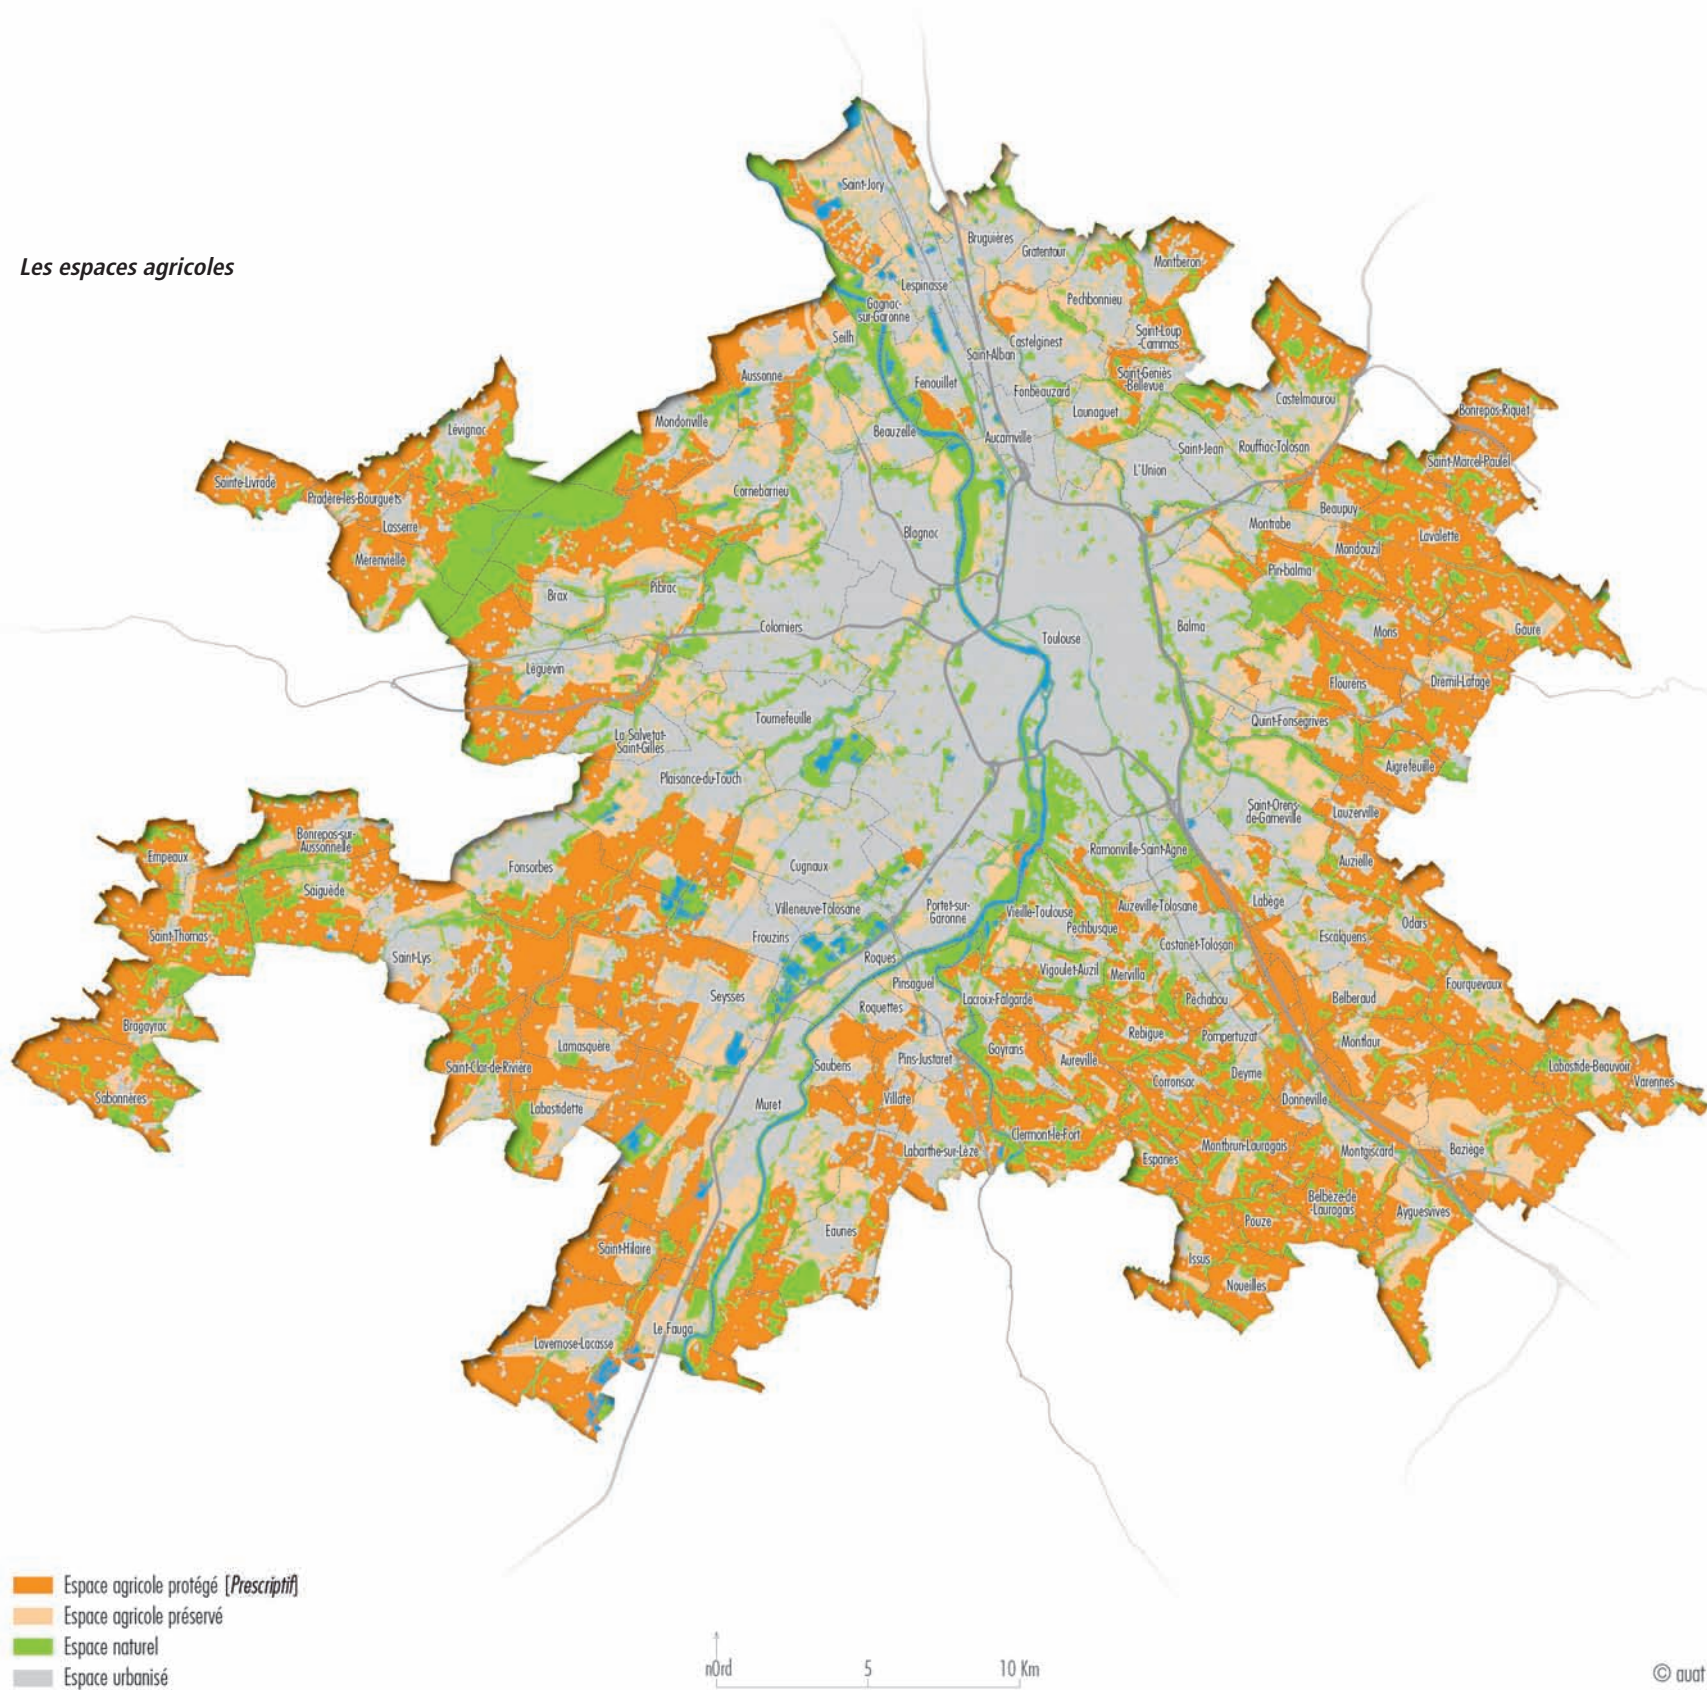 Les espaces agricoles
Saint-Jory
Bruguières
Gratentour
Montberon
Lespinasse
Pechbonnieu
Gagnac-
sur-Garonne
Seilh
Saint-Loup
-Cammas
Castelginest
Saint-Alban
Aussonne
Fenouillet
Saint-Geniès
-Bellevue
Fonbeauzard
Launaguet
Castelmaurou
Bonrepos-Riquet
Mondonville
Lévignac
Beauzelle
Aucamville
Saint-Jean
Rouffiac-Tolosan
L'Union
Saint-Marcel-Paulel
Sainte-Livrade
Pradère-les-Bourguets
Cornebarrieu
Lasserre
Beaupuy
Montrabe
Blagnac
Lavalette
Mondouzil
Merenvielle
Pin-balma
Pibrac
Brax
Colomiers
Toulouse
Balma
Mons
Gaure
Léguevin
Flourens
Drémil-Lafage
Tournefeuille
Quint-Fonsegrives
La Salvetat-
Saint-Gilles
Aigrefeuille
Plaisance-du-Touch
Saint-Orens-
de-Gameville
Lauzerville
Bonrepos-sur-
Aussonnelle
Empeaux
Ramonville-Saint-Agne
Auzielle
Fonsorbes
Cugnaux
Saiguède
Labège
Villeneuve-Tolosane
Portet-sur-
Garonne
Vieille-Toulouse
Auzeville-Tolosane
Pechbusque
Odars
Saint-Thomas
Frouzins
Escalquens
Castanet-Tolosan
Saint-Lys
Roques
Vigoulet-Auzil
Mervilla
Pinsaguel
Fourquevaux
Seysses
Lacroix-Falgarde
Péchabou
Belberaud
Roquettes
Bragayrac
Rebigue
Pompertuzat
Montlaur
Lamasquère
Goyrans
Aureville
Pins-Justaret
Saubens
Saint-Clar-de-Rivière
Labastide-Beauvoir
Deyme
Varennes
Corronsac
Sabonnères
Villate
Donneville
Muret
Labastidette
Clermont-le-Fort
Montbrun-Lauragais
Labarthe-sur-Lèze
Montgiscard
Baziège
Espanes
Belbèze-de
-Lauragais
Ayguesvives
Pouze
Eaunes
Saint-Hilaire
Issus
Noueilles
Le Fauga
Lavernose-Lacasse
Espace agricole protégé [Prescriptif]
Espace agricole préservé
Espace naturel
Espace urbanisé
nOrd 5 10 Km
© auat